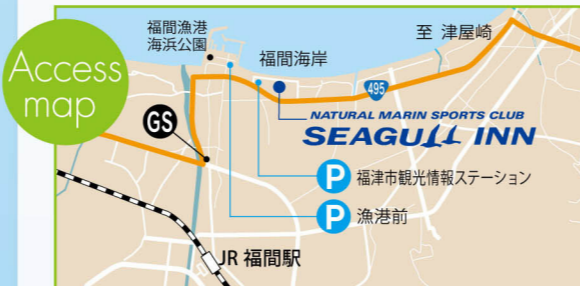 Access
map
福間漁港
海浜公園
福間海岸
至 津屋崎
495
GS
NATURAL MARIN SPORTS CLUB
SEAGULL INN
P 福津市観光情報ステーション
P 漁港前
JR 福間駅